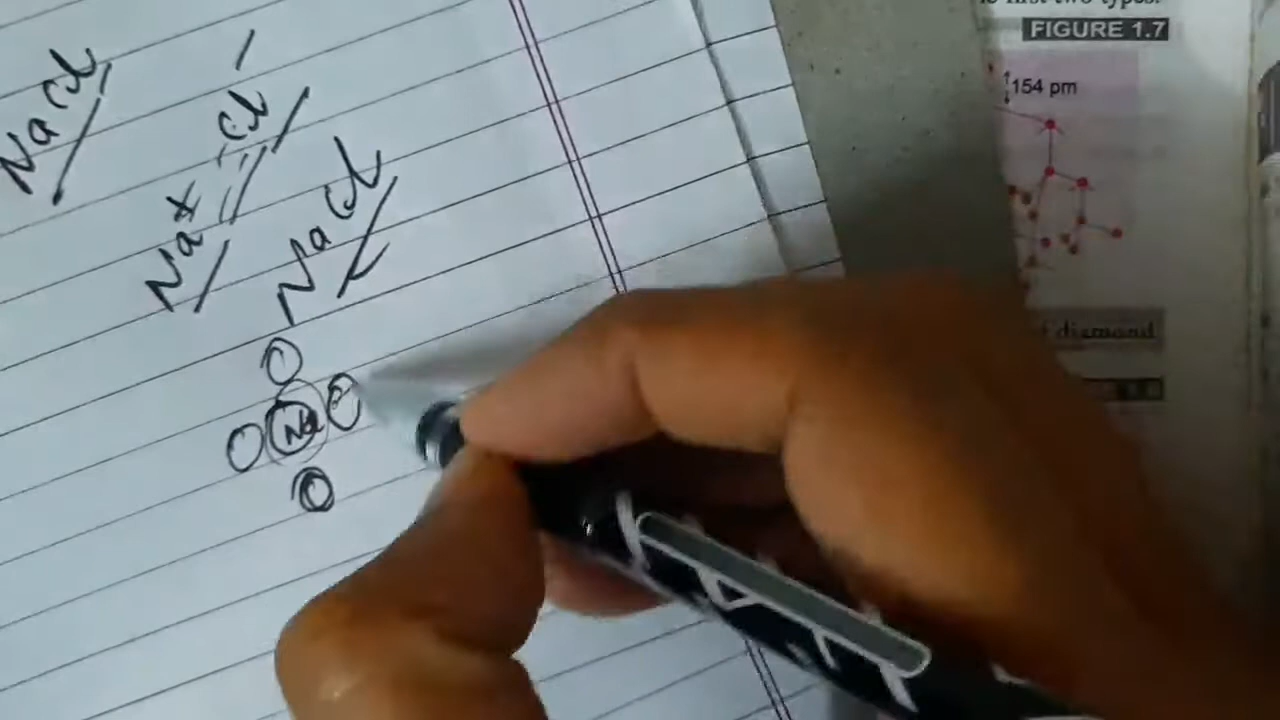 NaCl
Na+ Cl-
NaCl
Na
FIGURE 1.7
154 pm
diamond